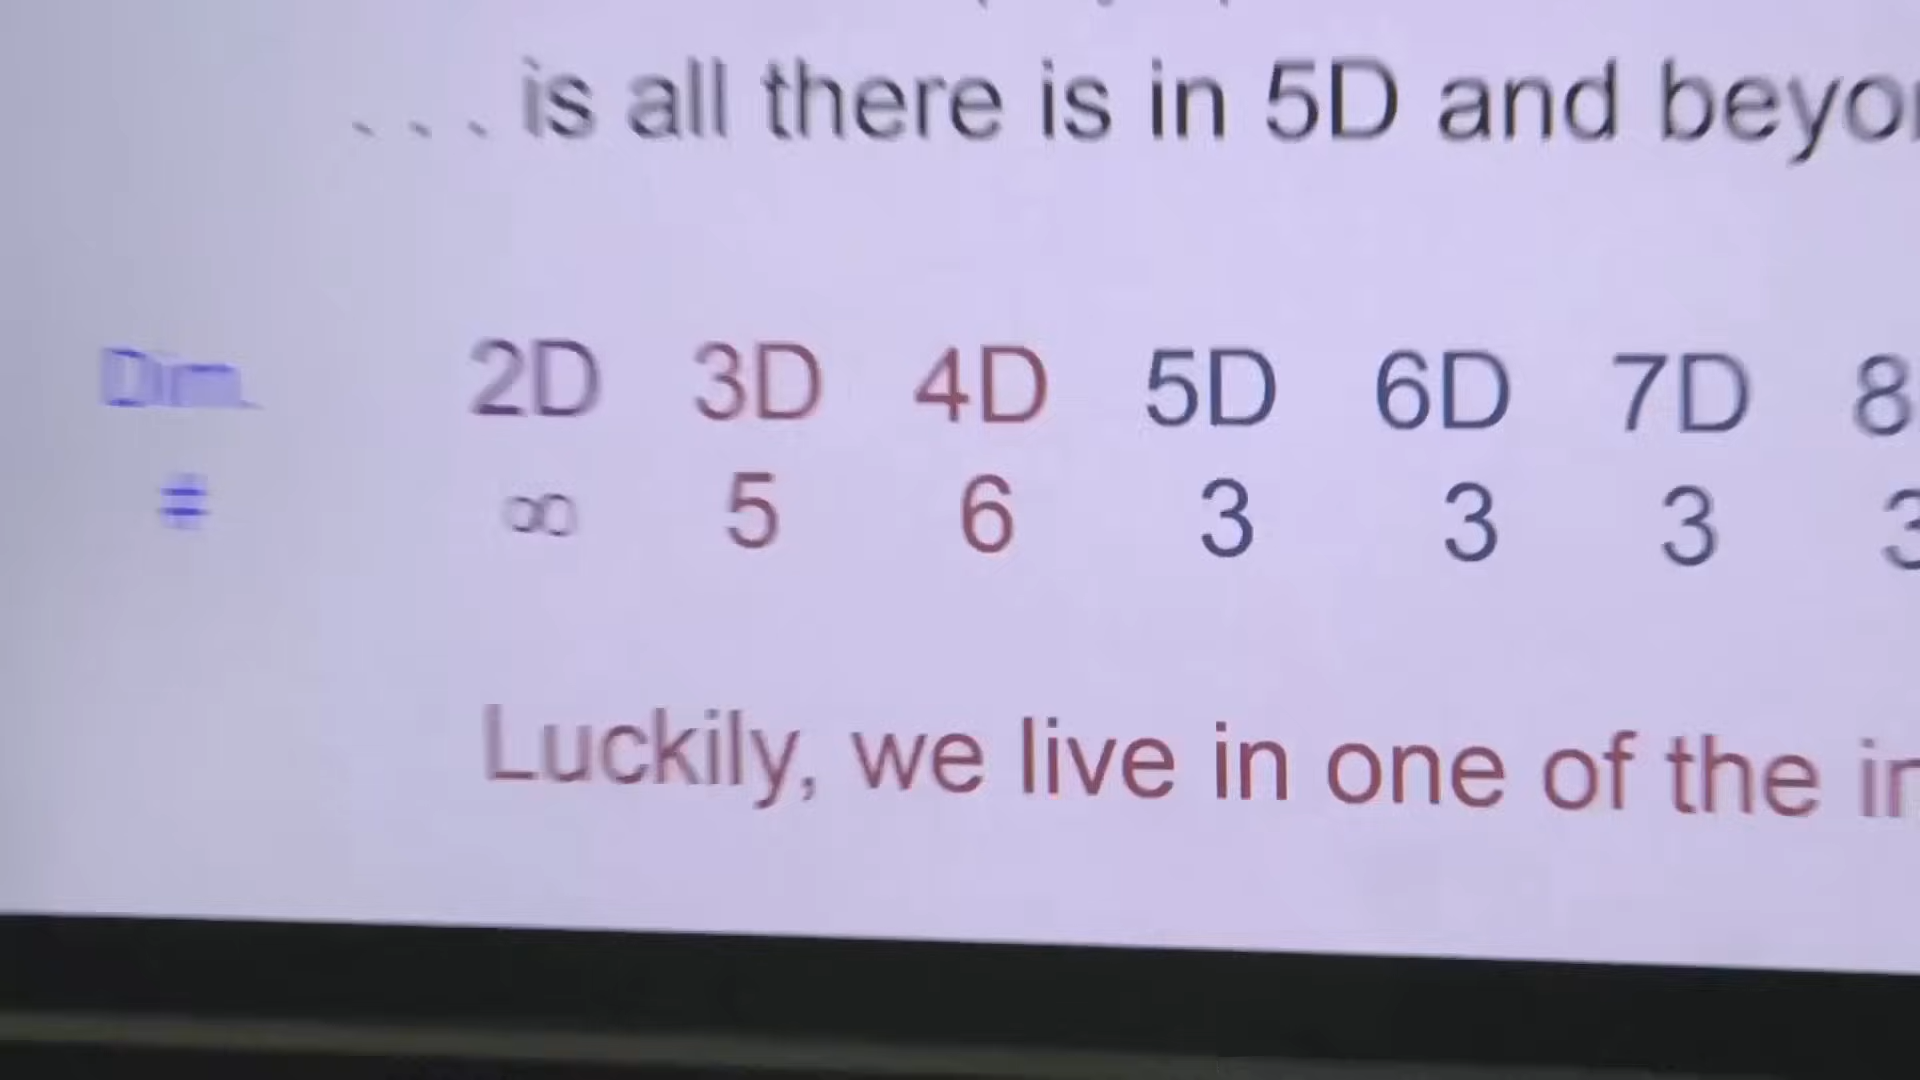 . . . is all there is in 5D and
Dim. 2D 3D 4D 5D 6D 7D 8
# ∞ 5 6 3 3 3 3
Luckily, we live in one of the